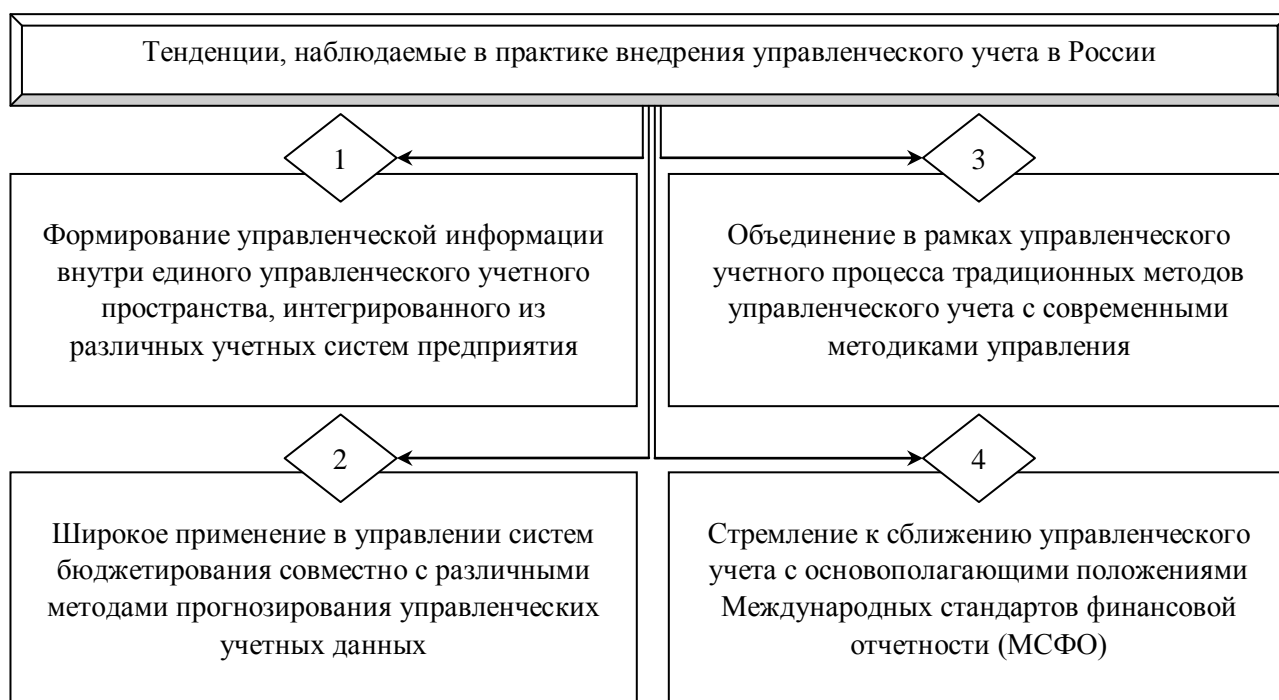 Тенденции, наблюдаемые в практике внедрения управленческого учета в России
1
Формирование управленческой информации
внутри единого управленческого учетного
пространства, интегрированного из
различных учетных систем предприятия
2
Широкое применение в управлении систем
бюджетирования совместно с различными
методами прогнозирования управленческих
учетных данных
3
Объединение в рамках управленческого
учетного процесса традиционных методов
управленческого учета с современными
методиками управления
4
Стремление к сближению управленческого
учета с основополагающими положениями
Международных стандартов финансовой
отчетности (МСФО)